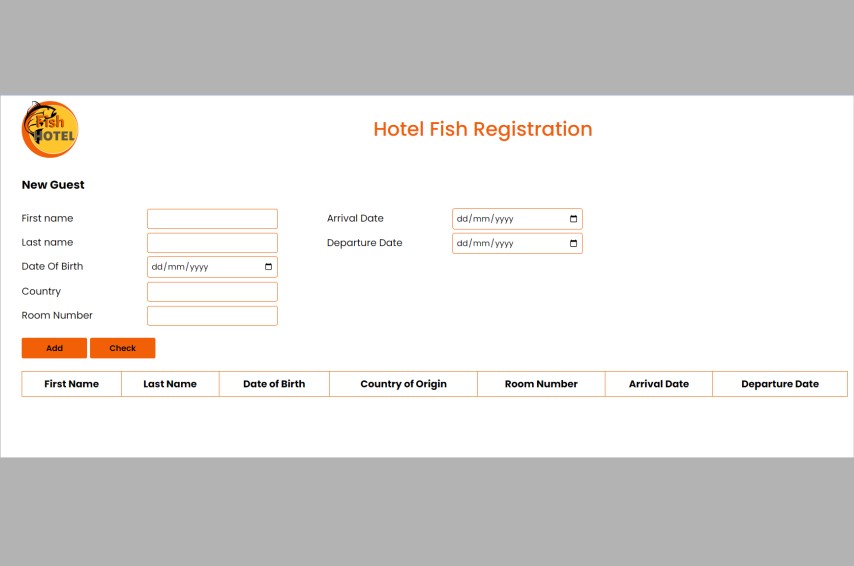 Fish
HOTEL
Hotel Fish Registration
New Guest
First name
Arrival Date dd/mm/yyyy
Last name
Departure Date dd/mm/yyyy
Date Of Birth dd/mm/yyyy
Country
Room Number
Add Check
First Name Last Name Date of Birth Country of Origin Room Number Arrival Date Departure Date